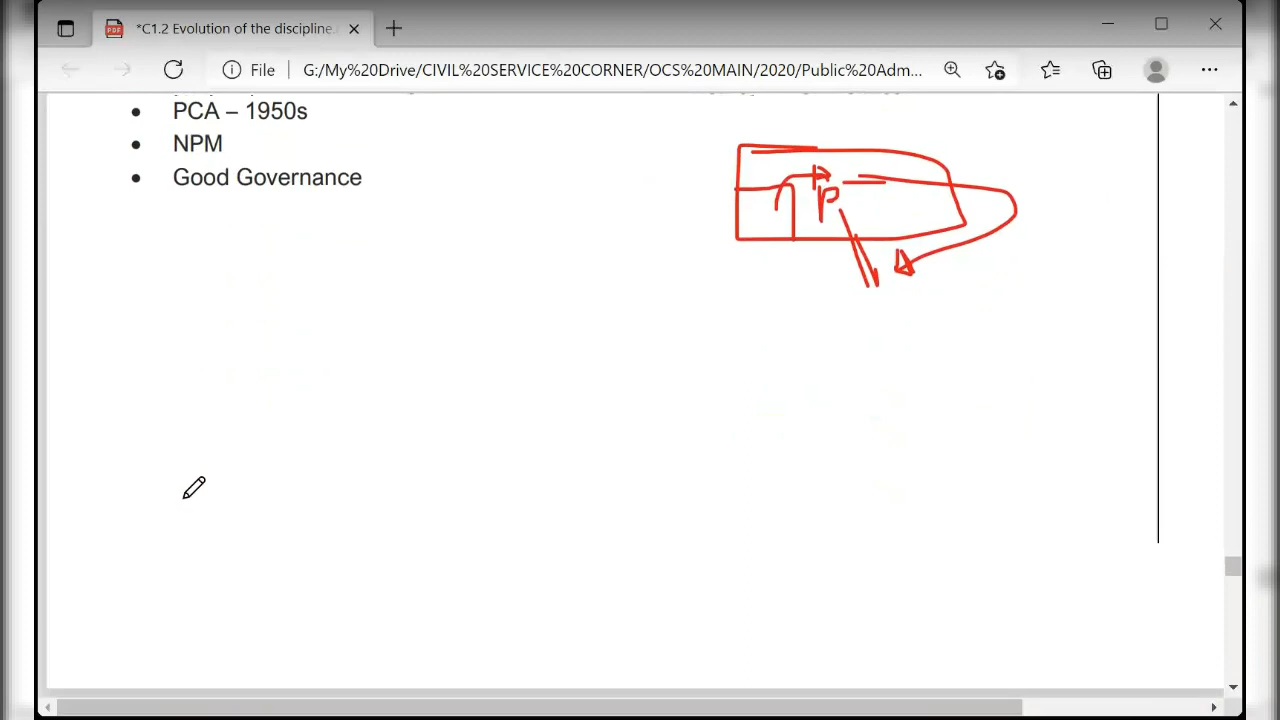 *C1.2 Evolution of the discipline.
File G:/My%20Drive/CIVIL%20SERVICE%20CORNER/OCS%20MAIN/2020/Public%20Adm...
• PCA – 1950s
• NPM
• Good Governance
P